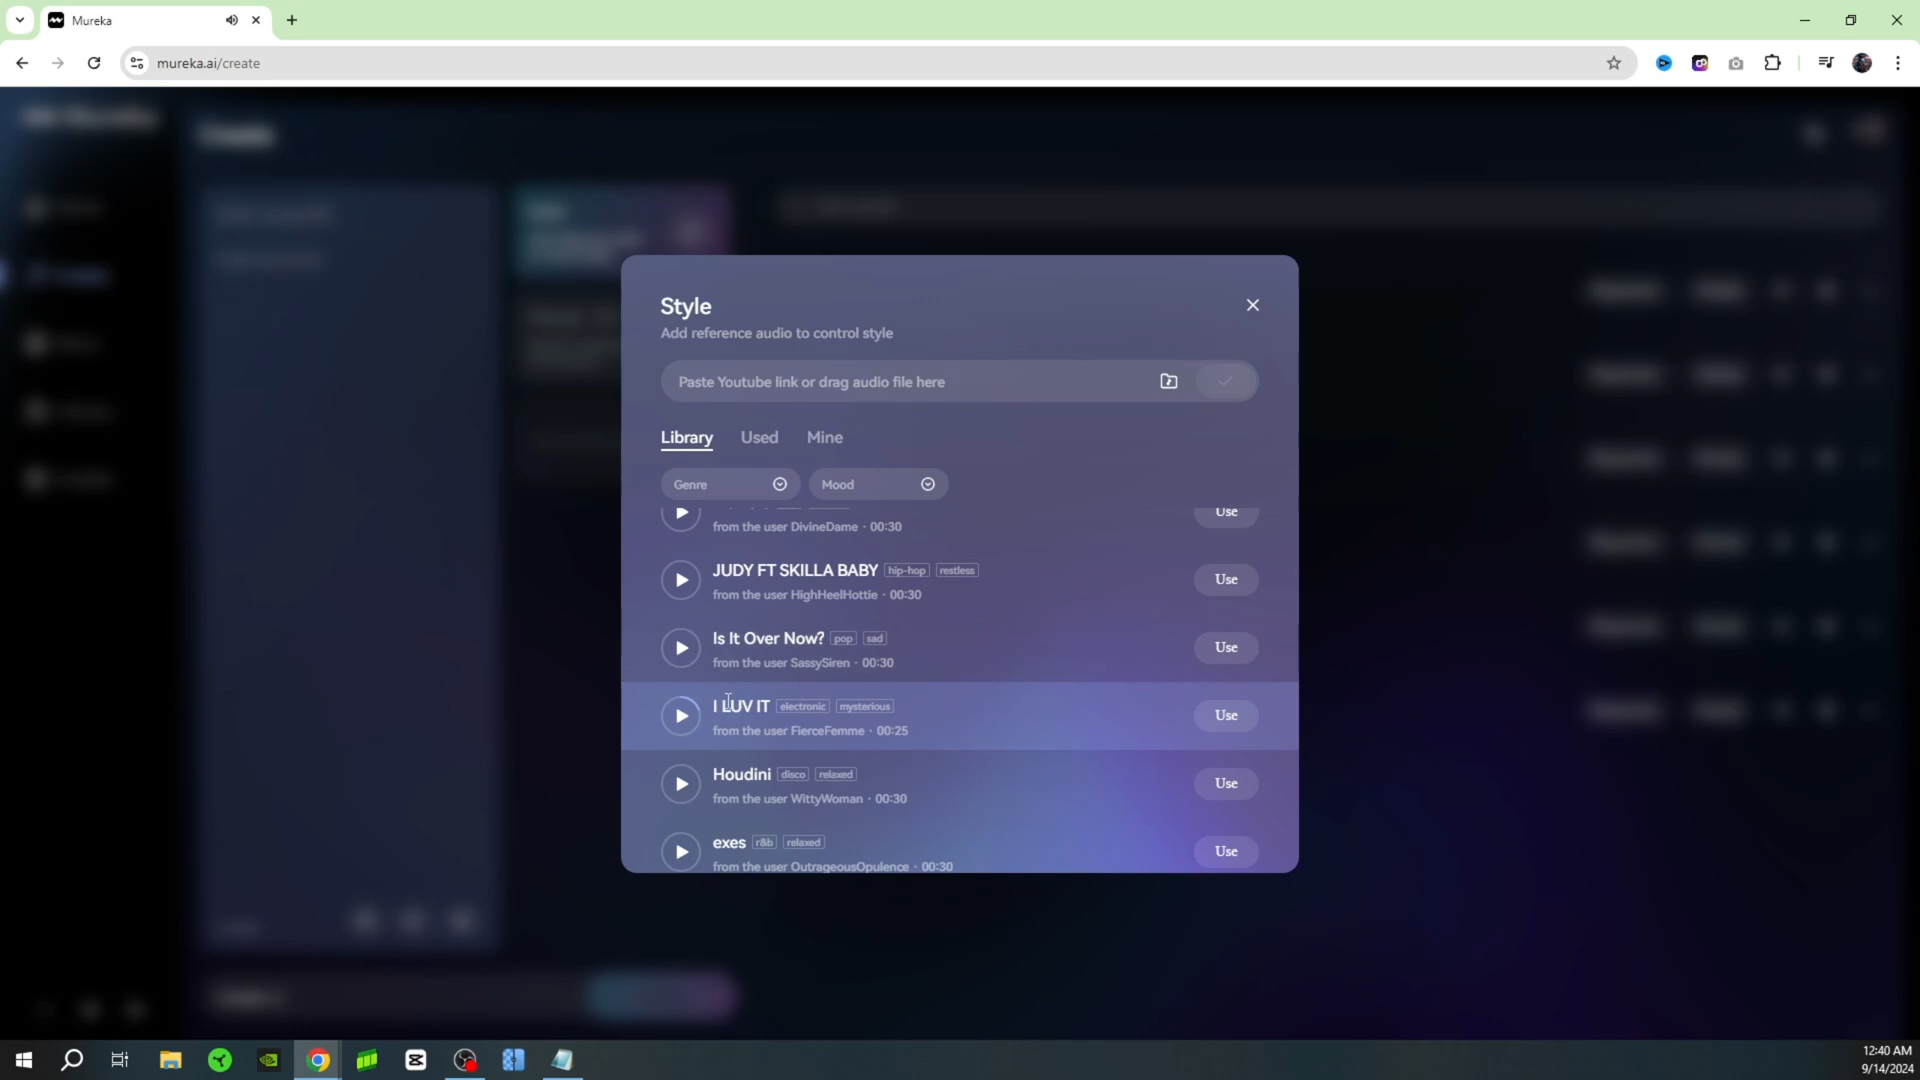 Mureka
mureka.ai/create
Mureka
Create
Create
Style
Add reference audio to control style
Paste Youtube link or drag audio file here
Library Used Mine
Genre Mood
from the user DivineDame · 00:30 Use
JUDY FT SKILLA BABY hip-hop restless
from the user HighHeelHottie · 00:30 Use
Is It Over Now? pop sad
from the user SassySiren · 00:30 Use
I LUV IT electronic mysterious
from the user FierceFemme · 00:25 Use
Houdini disco relaxed
from the user WittyWoman · 00:30 Use
exes r&b relaxed
from the user OutrageousOpulence · 00:30 Use
12:40 AM
9/14/2024